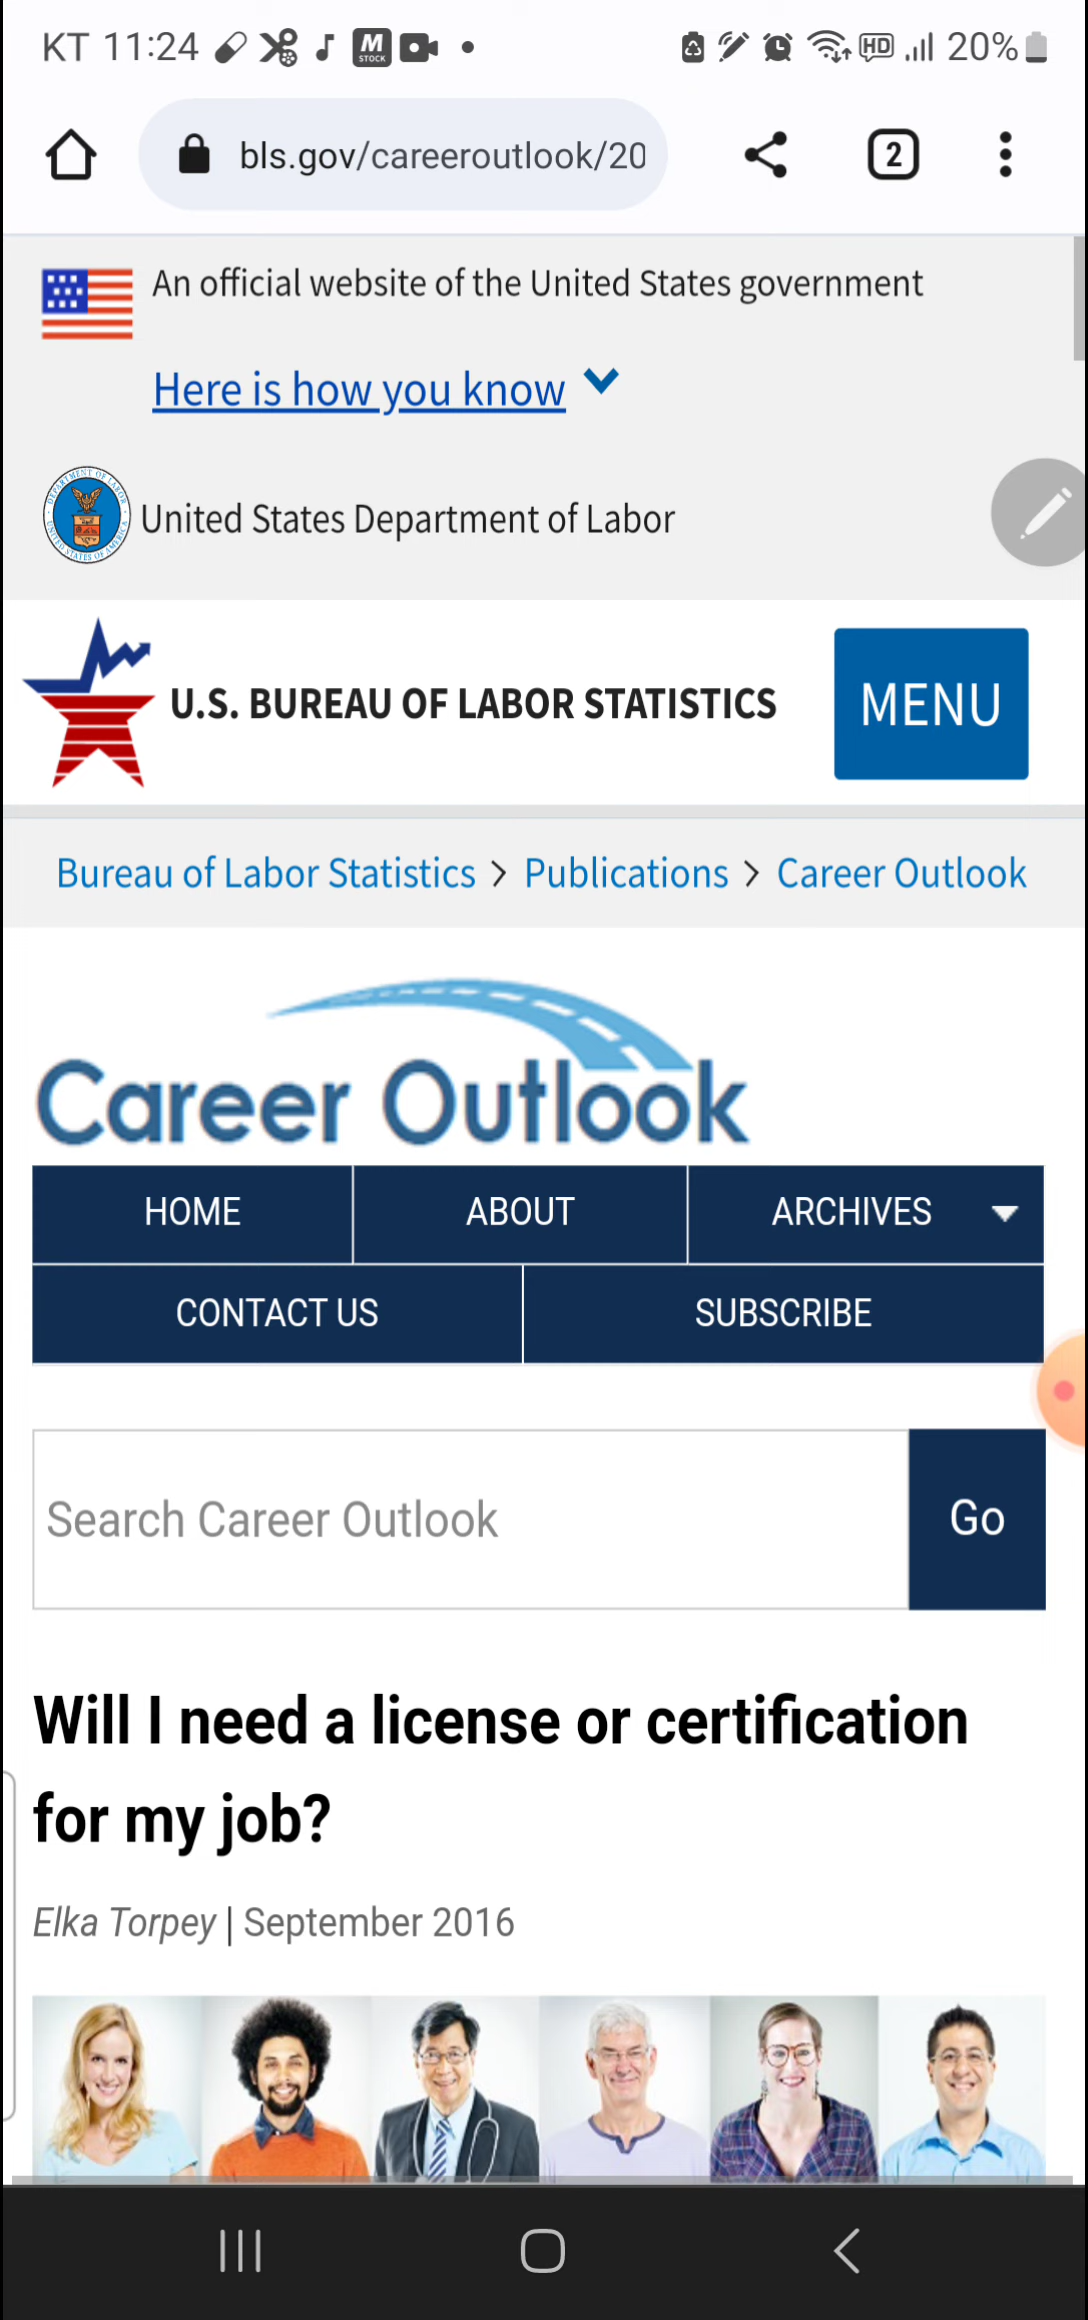 KT 11:24
M STOCK
HD
20%
bls.gov/careeroutlook/20
2
An official website of the United States government
Here is how you know
United States Department of Labor
U.S. BUREAU OF LABOR STATISTICS
MENU
Bureau of Labor Statistics > Publications > Career Outlook
Career Outlook
HOME
ABOUT
ARCHIVES
CONTACT US
SUBSCRIBE
Search Career Outlook
Go
Will I need a license or certification
for my job?
Elka Torpey | September 2016